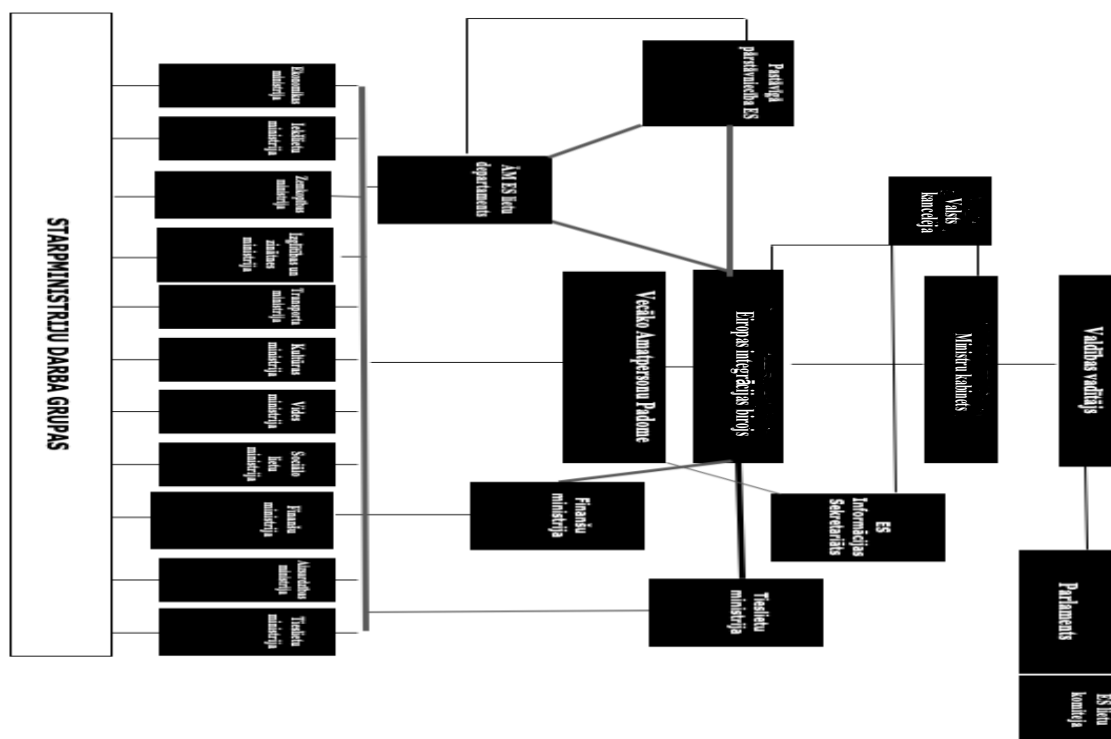 Valdības vadītājs
Parlaments
ES lietu
komiteja
Valsts
kanceleja
Ministru kabinets
ES
Informācijas
Sekretariāts
Pastāvīgā
pārstāvniecība ES
Eiropas integrācijas birojs
Tieslietu
ministrija
Vecāko Amatpersonu Padome
Finanšu
ministrija
ĀM ES lietu
departaments
Ekonomikas
ministrija
Iekšlietu
ministrija
Zemkopības
ministrija
Izglītības un
zinātnes
ministrija
Transporta
ministrija
Kultūras
ministrija
Vides
ministrija
Sociālo
lietu
ministrija
Finanšu
ministrija
Aizsardzības
ministrija
Tieslietu
ministrija
STARPMINISTRIJU DARBA GRUPAS